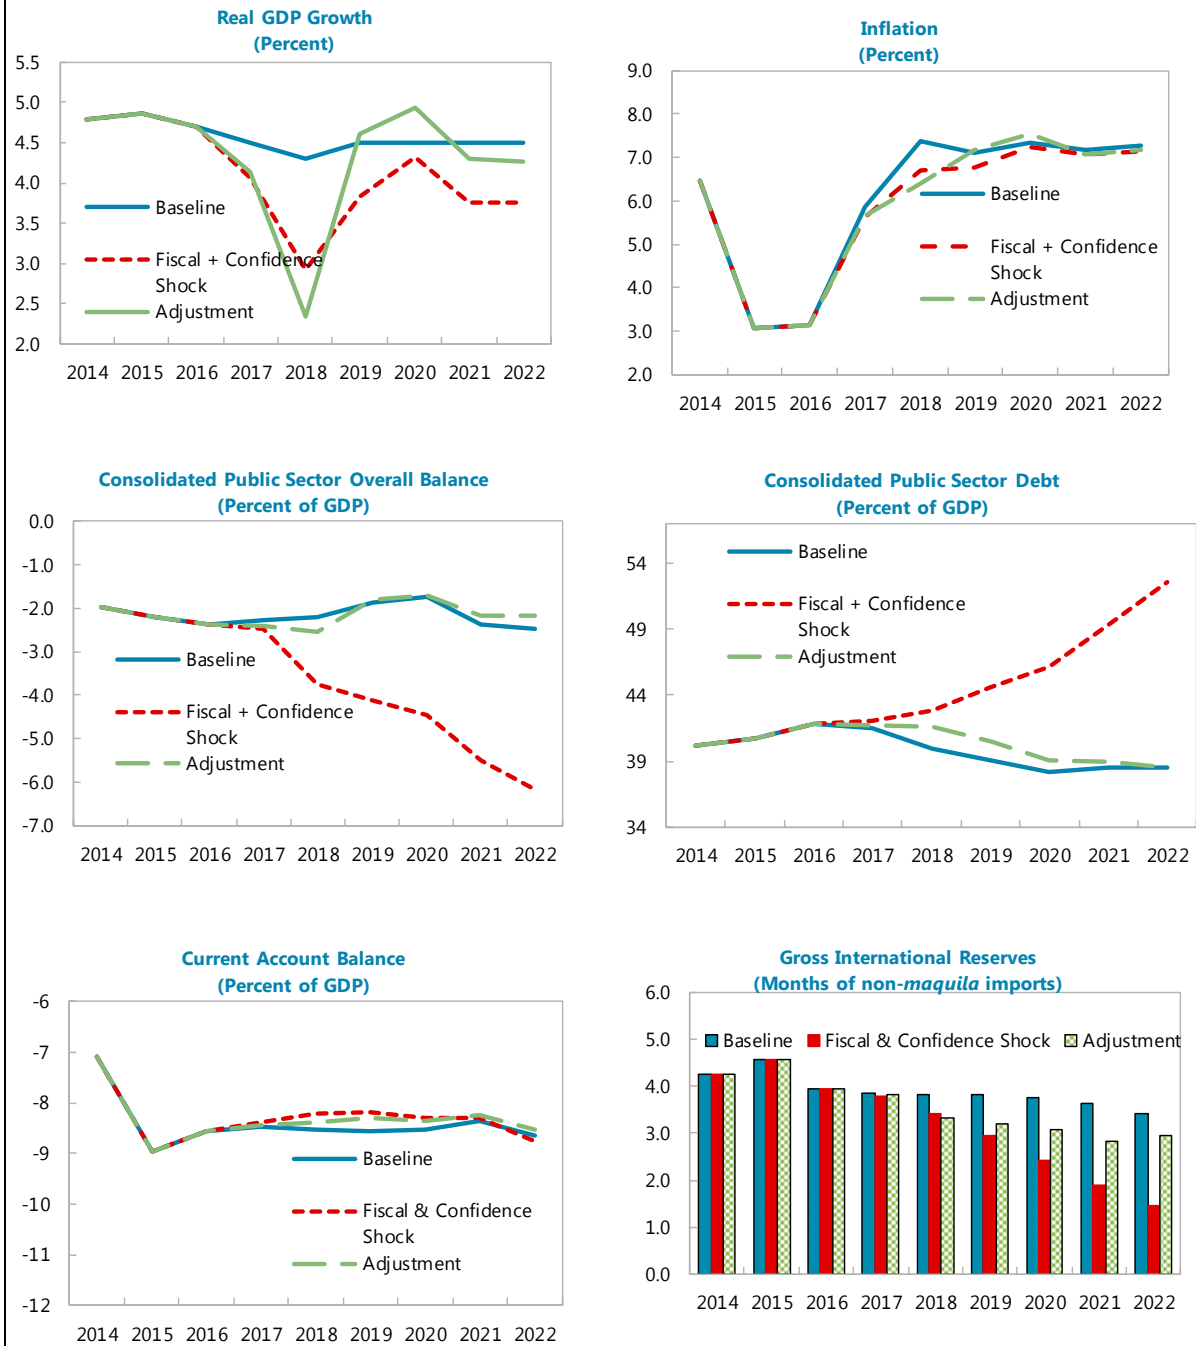 Real GDP Growth
(Percent)
5.5
5.0
4.5
4.0
3.5
3.0
2.5
2.0
Baseline
Fiscal + Confidence
Shock
Adjustment
2014 2015 2016 2017 2018 2019 2020 2021 2022
Inflation
(Percent)
9.0
8.0
7.0
6.0
5.0
4.0
3.0
2.0
Baseline
Fiscal + Confidence
Shock
Adjustment
2014 2015 2016 2017 2018 2019 2020 2021 2022
Consolidated Public Sector Overall Balance
(Percent of GDP)
0.0
-1.0
-2.0
-3.0
-4.0
-5.0
-6.0
-7.0
Baseline
Fiscal + Confidence
Shock
Adjustment
2014 2015 2016 2017 2018 2019 2020 2021 2022
Consolidated Public Sector Debt
(Percent of GDP)
54
49
44
39
34
Baseline
Fiscal + Confidence
Shock
Adjustment
2014 2015 2016 2017 2018 2019 2020 2021 2022
Current Account Balance
(Percent of GDP)
-6
-7
-8
-9
-10
-11
-12
Baseline
Fiscal & Confidence
Shock
Adjustment
2014 2015 2016 2017 2018 2019 2020 2021 2022
Gross International Reserves
(Months of non-maquila imports)
6.0
5.0
4.0
3.0
2.0
1.0
0.0
Baseline Fiscal & Confidence Shock Adjustment
2014 2015 2016 2017 2018 2019 2020 2021 2022